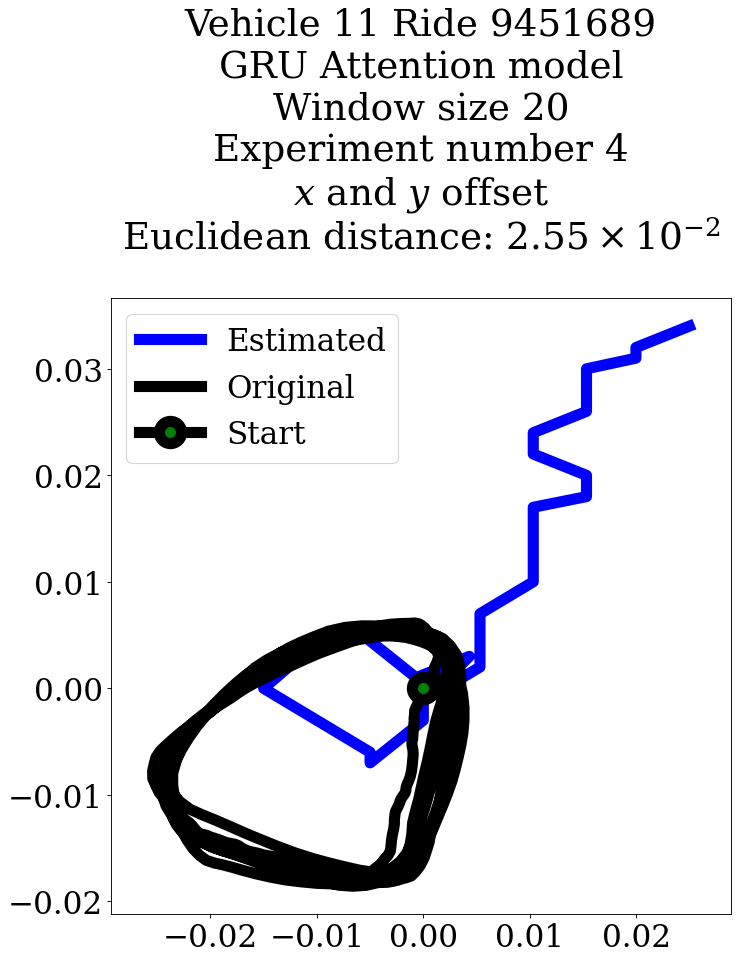 Vehicle 11 Ride 9451689
GRU Attention model
Window size 20
Experiment number 4
x and y offset
Euclidean distance: 2.55 × 10⁻²
Estimated
Original
Start
0.03
0.02
0.01
0.00
−0.01
−0.02
−0.02 −0.01 0.00 0.01 0.02